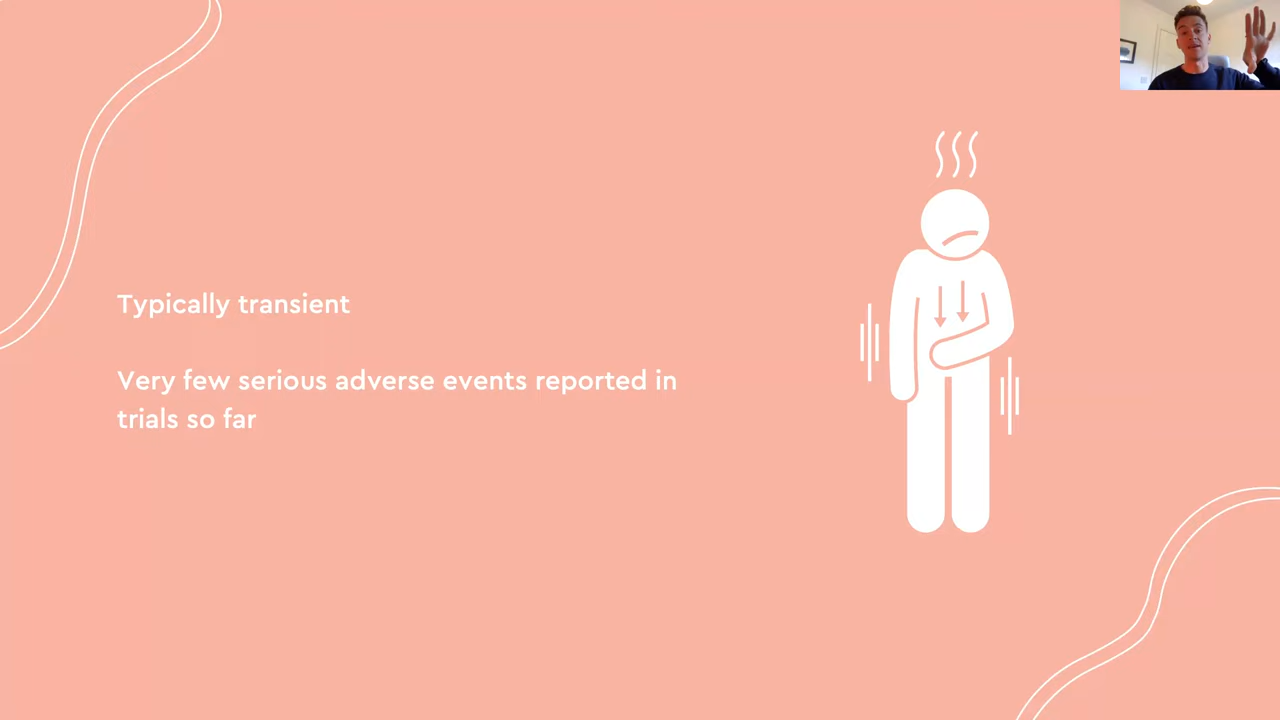 Typically transient
Very few serious adverse events reported in
trials so far